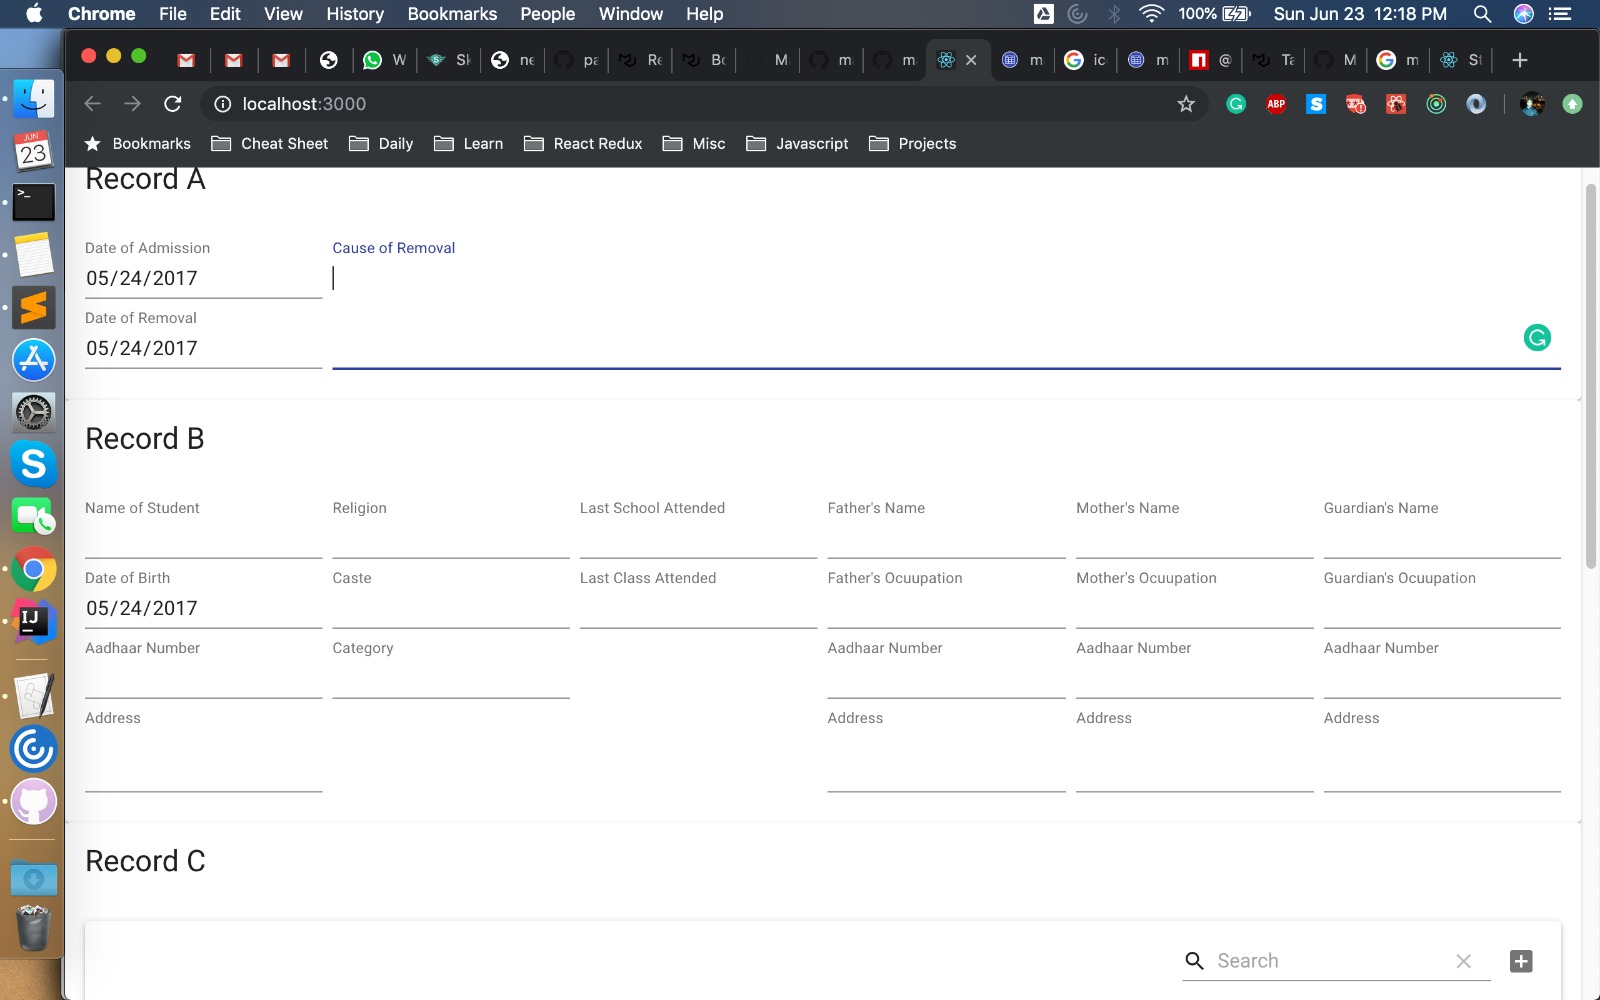 Chrome File Edit View History Bookmarks People Window Help 100% Sun Jun 23 12:18 PM
W Sk ne pa Re Bo M m m m ic m @ Ta M m St
localhost:3000 ABP S
Bookmarks Cheat Sheet Daily Learn React Redux Misc Javascript Projects
JUN
23
>_
S
IJ
Record A
Date of Admission Cause of Removal
05/24/2017
Date of Removal
05/24/2017
Record B
Name of Student Religion Last School Attended Father's Name Mother's Name Guardian's Name
Date of Birth Caste Last Class Attended Father's Ocuupation Mother's Ocuupation Guardian's Ocuupation
05/24/2017
Aadhaar Number Category Aadhaar Number Aadhaar Number Aadhaar Number
Address Address Address Address
Record C
Search